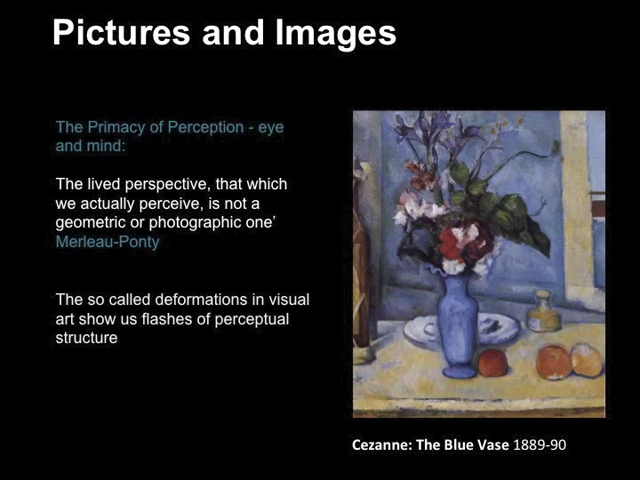 Pictures and Images
The Primacy of Perception - eye
and mind:
The lived perspective, that which
we actually perceive, is not a
geometric or photographic one’
Merleau-Ponty
The so called deformations in visual
art show us flashes of perceptual
structure
Cezanne: The Blue Vase 1889-90